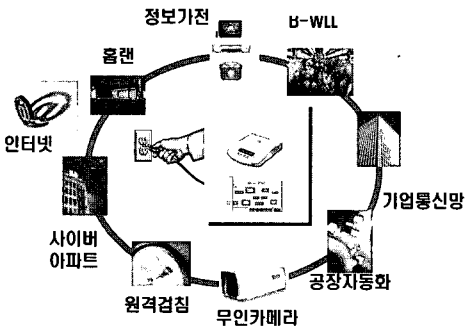 정보가전
B-WLL
홈랜
인터넷
기업통신망
사이버
아파트
공장자동화
원격검침
무인카메라